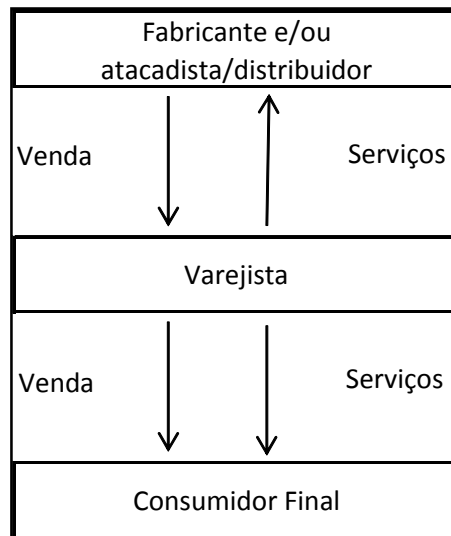 Fabricante e/ou
atacadista/distribuidor
Venda
Serviços
Varejista
Venda
Serviços
Consumidor Final